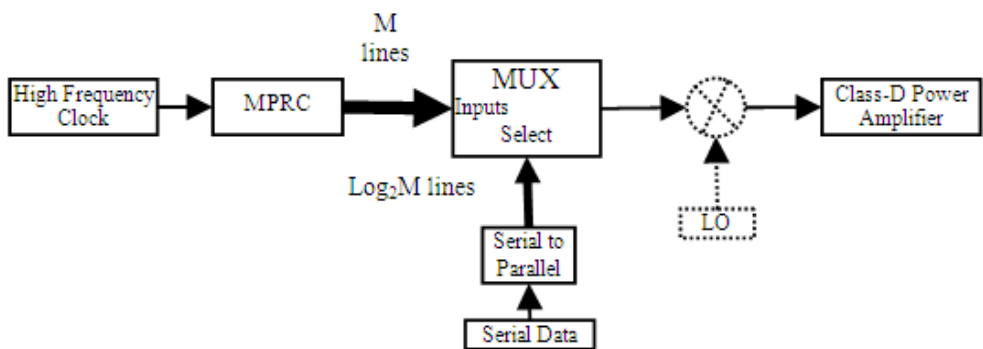 M
lines
High Frequency
Clock
MPRC
MUX
Inputs
Select
Class-D Power
Amplifier
Log₂M lines
LO
Serial to
Parallel
Serial Data